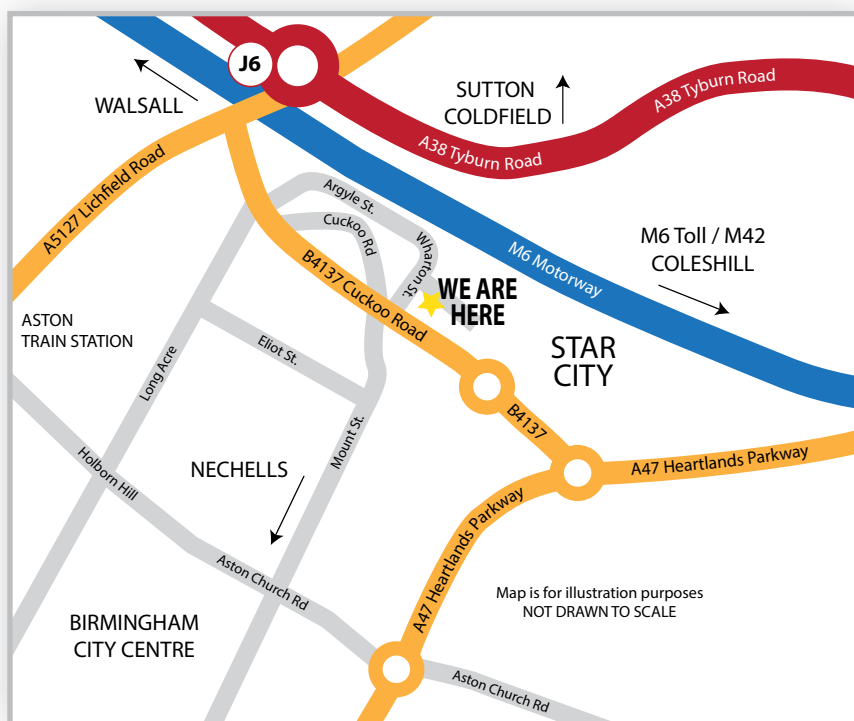 J6
WALSALL
SUTTON
COLDFIELD
A38 Tyburn Road
A38 Tyburn Road
A5127 Lichfield Road
Argyle St.
Cuckoo Rd
Wharton St.
B4137 Cuckoo Road
M6 Motorway
M6 Toll / M42
COLESHILL
WE ARE
HERE
ASTON
TRAIN STATION
Long Acre
Eliot St.
STAR
CITY
B4137
Mount St.
Holborn Hill
NECHELLS
A47 Heartlands Parkway
A47 Heartlands Parkway
Aston Church Rd
Map is for illustration purposes
NOT DRAWN TO SCALE
BIRMINGHAM
CITY CENTRE
Aston Church Rd